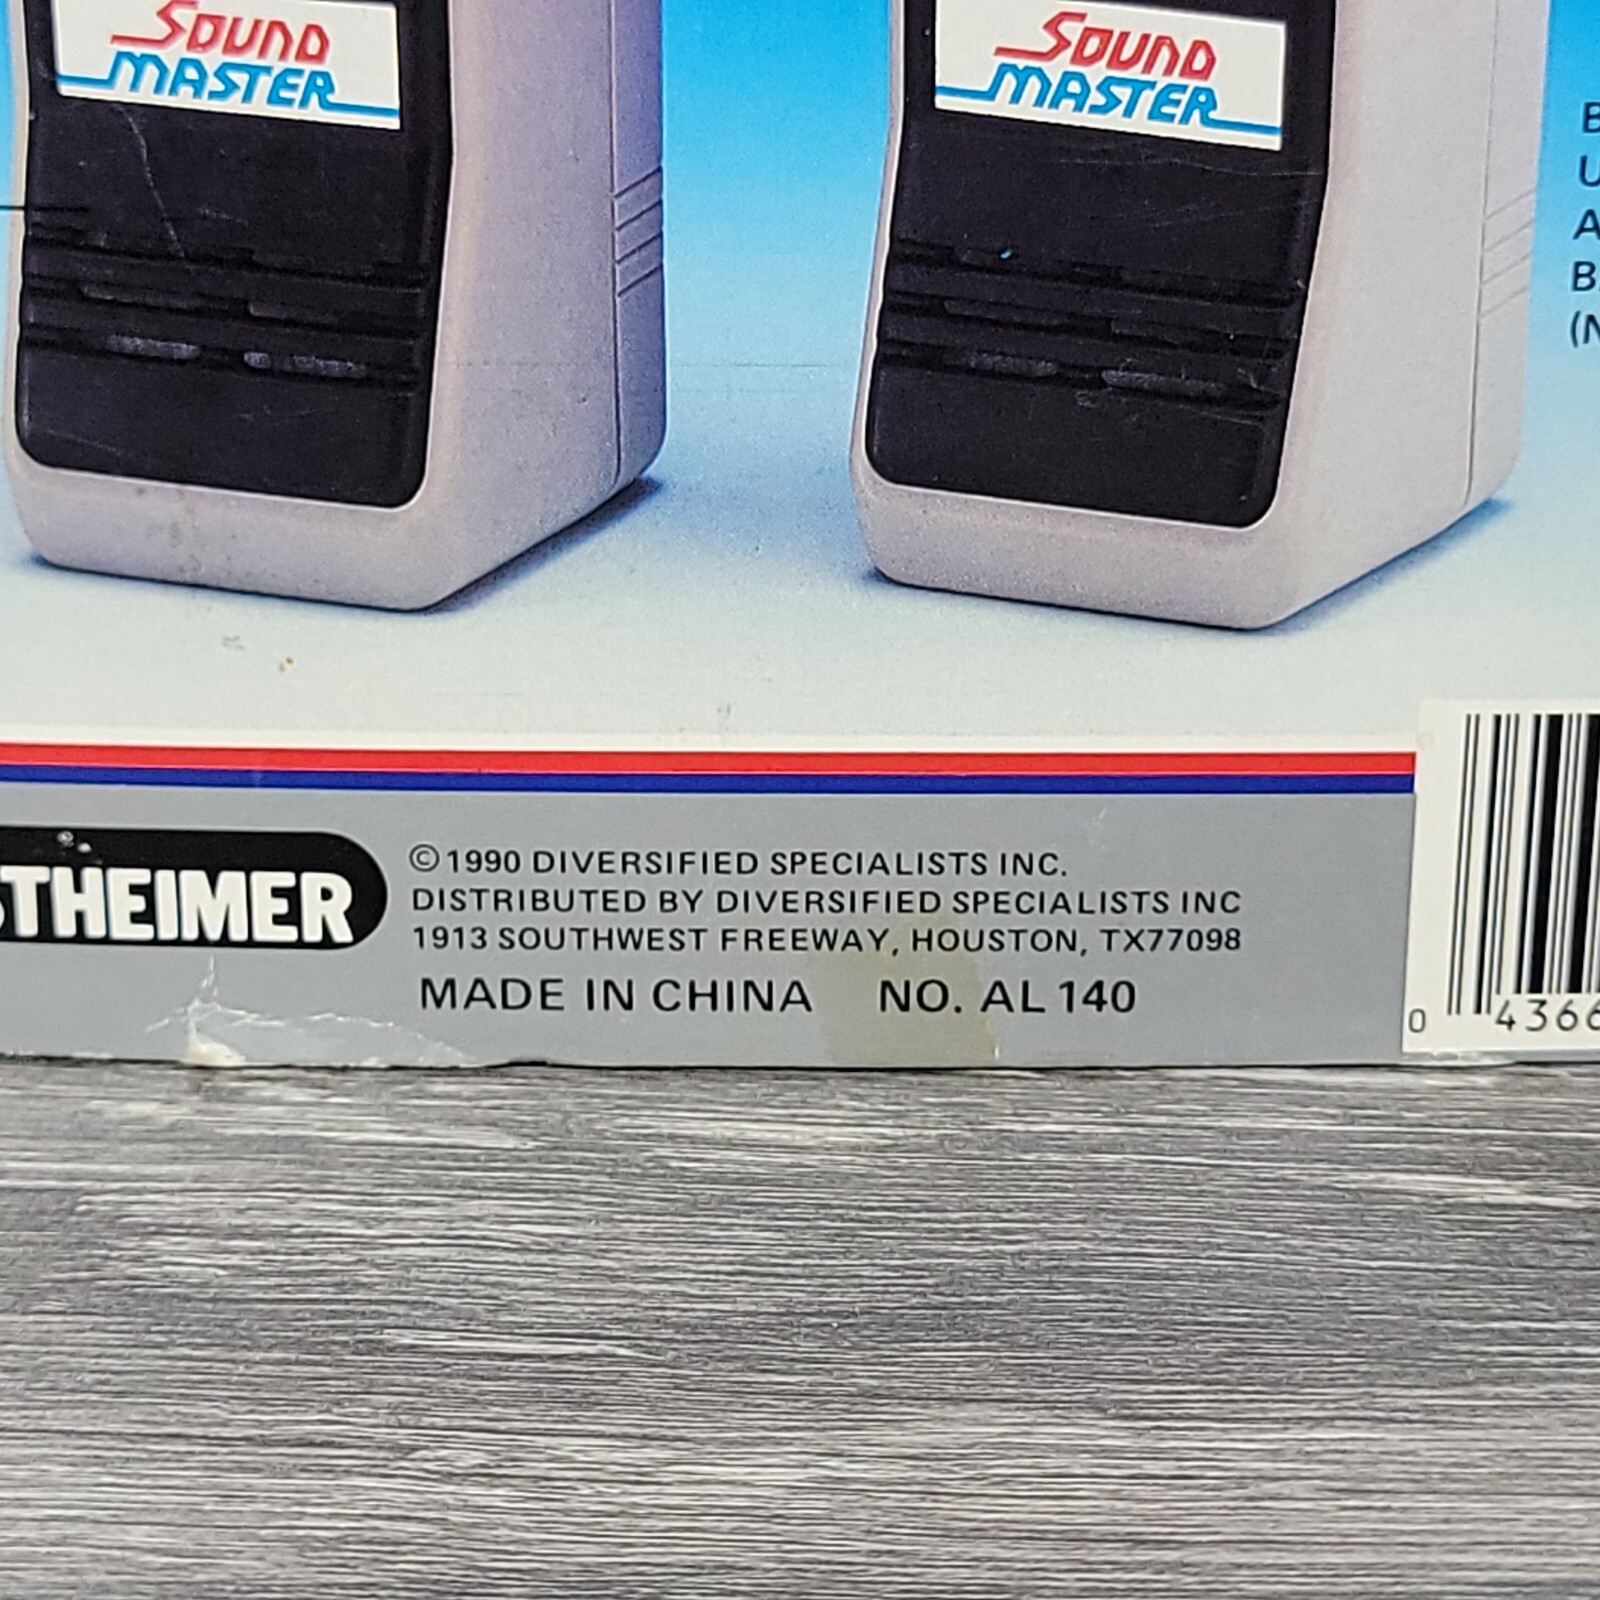 SOUND
MASTER
SOUND
MASTER
STHEIMER
©1990 DIVERSIFIED SPECIALISTS INC.
DISTRIBUTED BY DIVERSIFIED SPECIALISTS INC
1913 SOUTHWEST FREEWAY, HOUSTON, TX77098
MADE IN CHINA NO. AL 140
0 4366